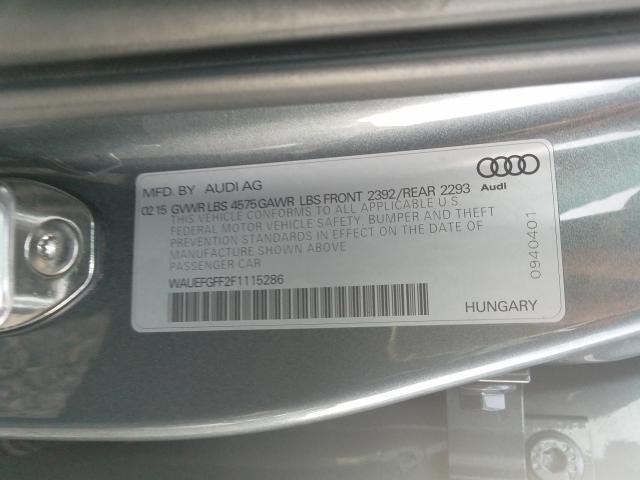 MFD. BY AUDI AG
Audi
02 15 GVWR LBS 4575 GAWR LBS FRONT 2392/REAR 2293
THIS VEHICLE CONFORMS TO ALL APPLICABLE U.S.
FEDERAL MOTOR VEHICLE SAFETY, BUMPER AND THEFT
PREVENTION STANDARDS IN EFFECT ON THE DATE OF
MANUFACTURE SHOWN ABOVE
PASSENGER CAR
WAUEFGFF2F1115286
HUNGARY
0940401